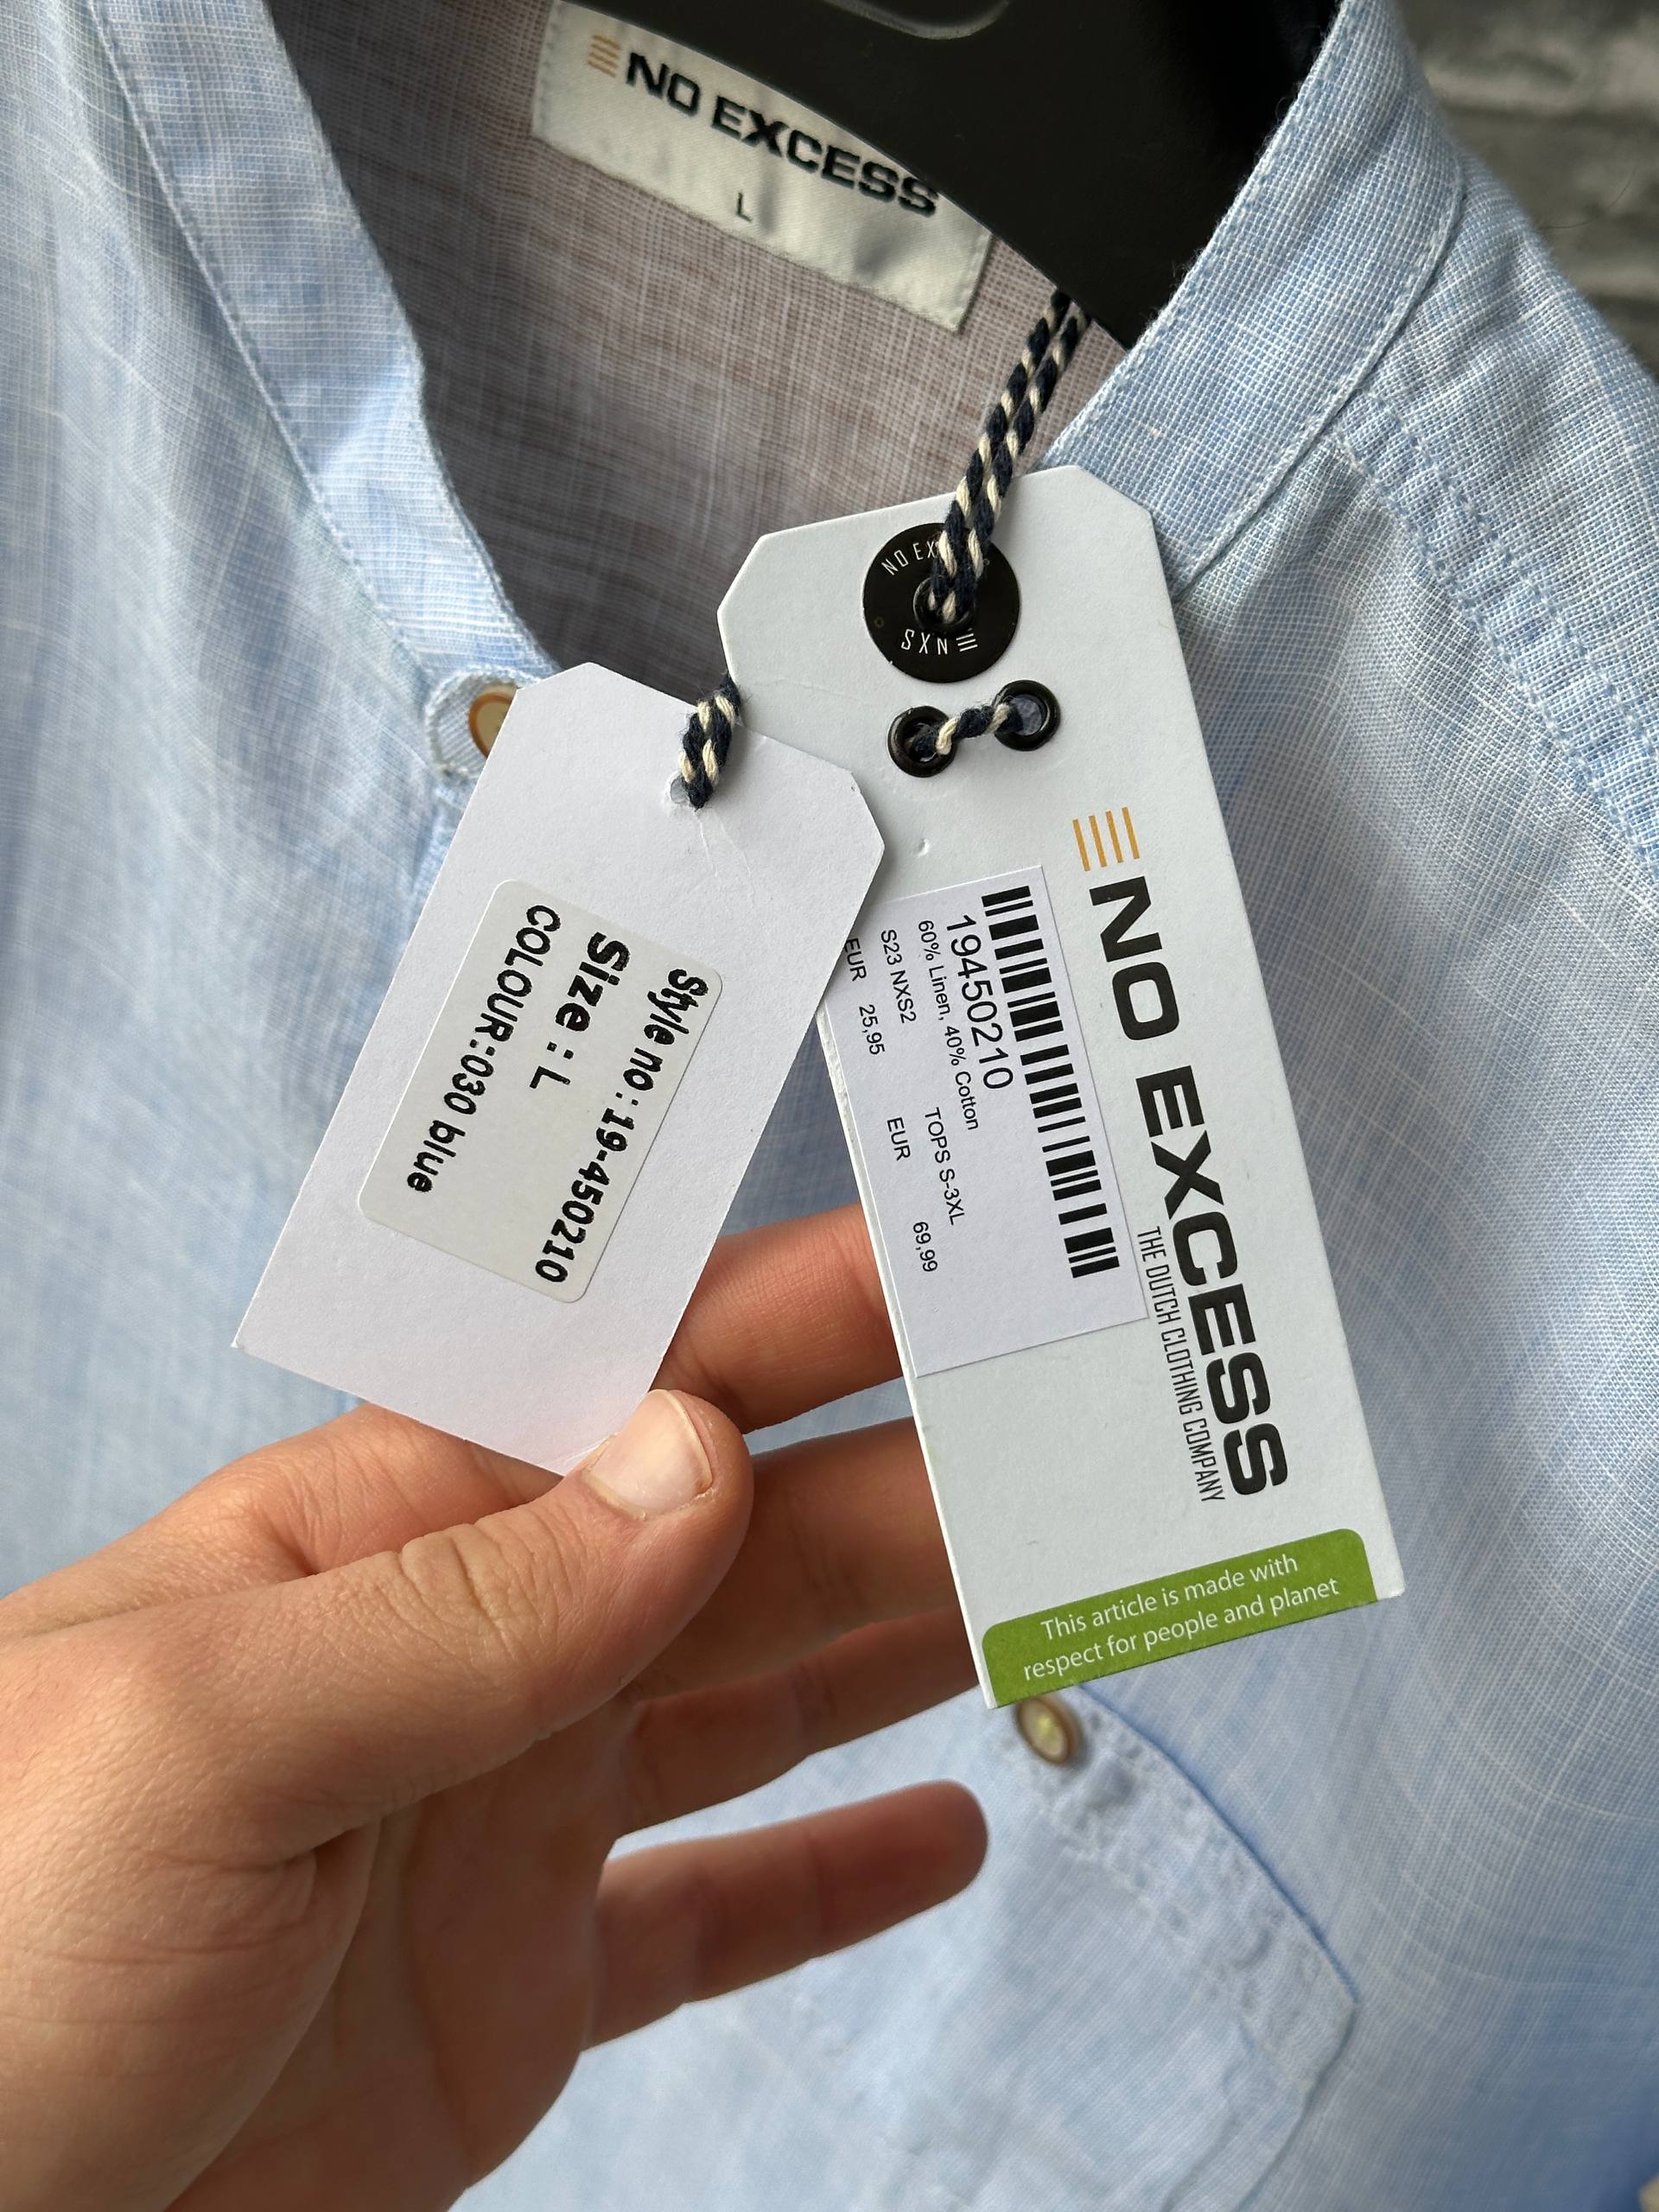 NO EXCESS
L
NO EX
NXS
NO EXCESS
THE DUTCH CLOTHING COMPANY
19450210
60% Linen, 40% Cotton
TOPS S-3XL
S23 NXS2
EUR 25,95 EUR 69,99
This article is made with
respect for people and planet
Style no : 19-450210
Size : L
COLOUR:030 blue